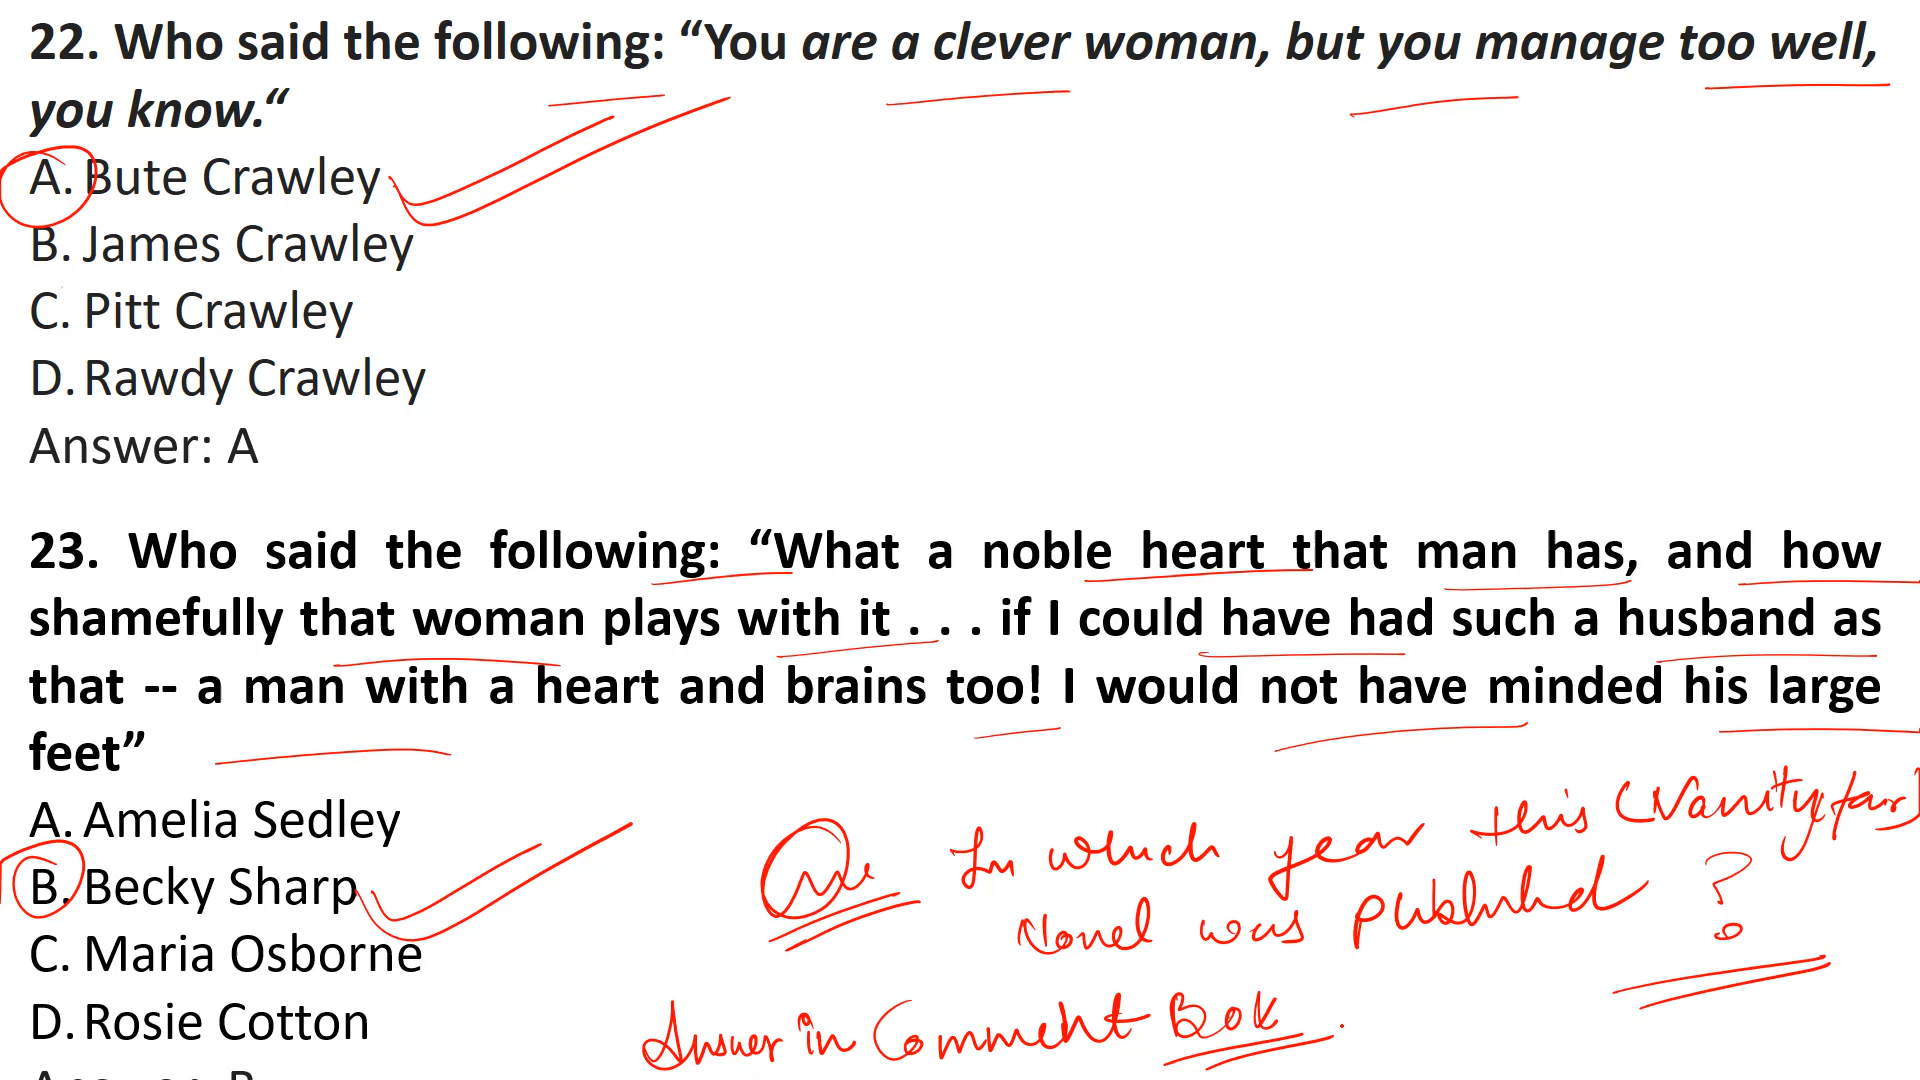 22. Who said the following: “You are a clever woman, but you manage too well,
you know.“
A. Bute Crawley
B. James Crawley
C. Pitt Crawley
D. Rawdy Crawley
Answer: A
23. Who said the following: “What a noble heart that man has, and how
shamefully that woman plays with it . . . if I could have had such a husband as
that -- a man with a heart and brains too! I would not have minded his large
feet”
A. Amelia Sedley
B. Becky Sharp
C. Maria Osborne
D. Rosie Cotton
In which year this (Vanity fair)
Novel was published ?
Answer in Comment Box.